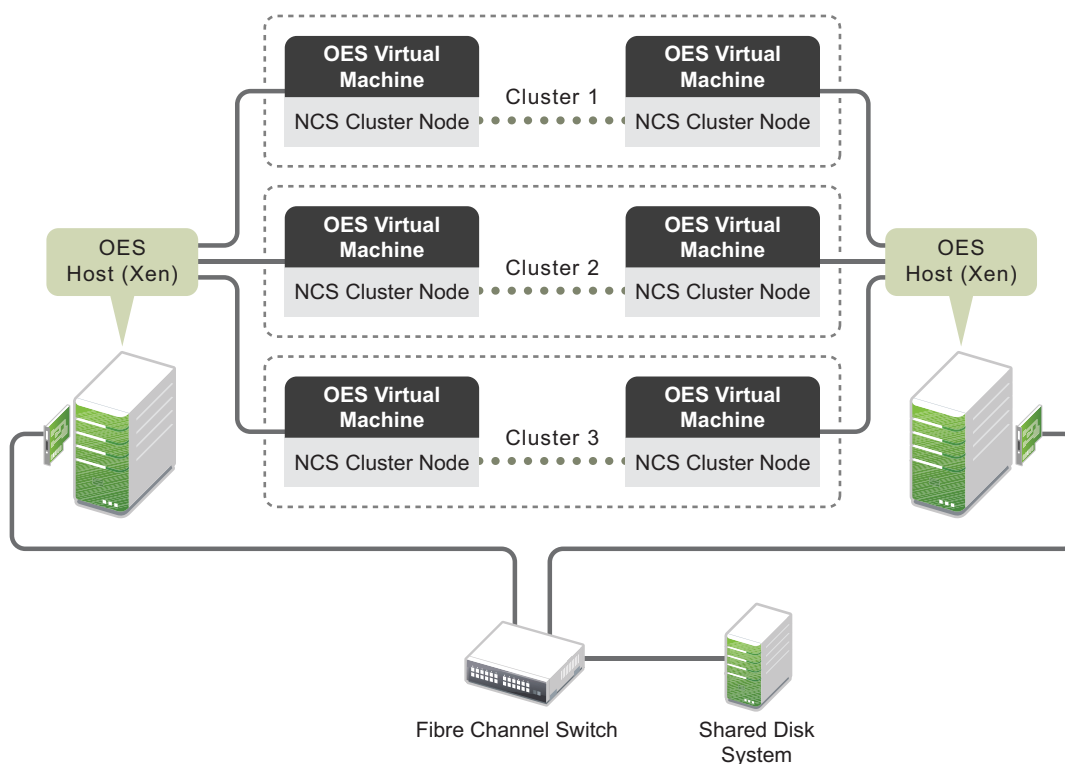 OES Virtual
Machine
NCS Cluster Node
Cluster 1
OES Virtual
Machine
NCS Cluster Node
OES
Host (Xen)
OES Virtual
Machine
NCS Cluster Node
Cluster 2
OES Virtual
Machine
NCS Cluster Node
OES
Host (Xen)
OES Virtual
Machine
NCS Cluster Node
Cluster 3
OES Virtual
Machine
NCS Cluster Node
Fibre Channel Switch
Shared Disk
System